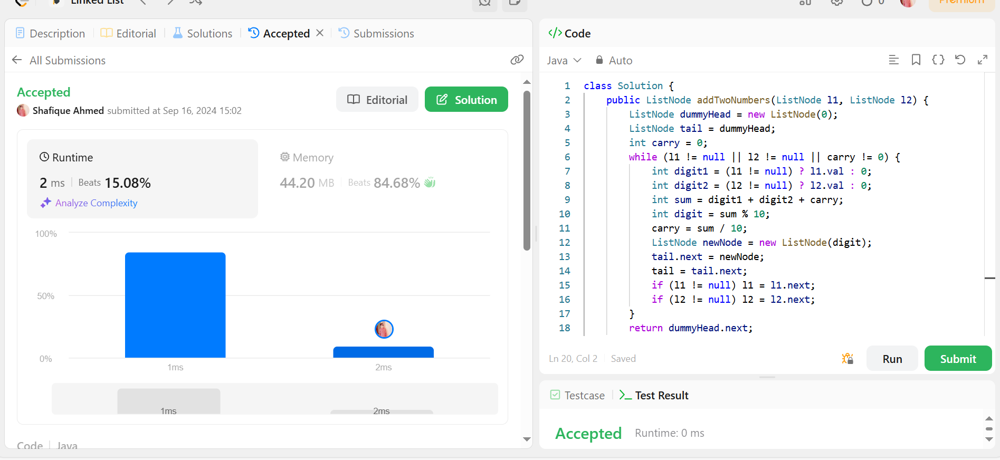 Linked List
0
Premium
Description
Editorial
Solutions
Accepted
Submissions
All Submissions
Accepted
Editorial
Solution
Shafique Ahmed submitted at Sep 16, 2024 15:02
Runtime
2 ms
Beats 15.08%
Analyze Complexity
Memory
44.20 MB
Beats 84.68%
100%
50%
0%
1ms
2ms
1ms
2ms
Code
Java
</> Code
Java
Auto
1 class Solution {
2     public ListNode addTwoNumbers(ListNode l1, ListNode l2) {
3         ListNode dummyHead = new ListNode(0);
4         ListNode tail = dummyHead;
5         int carry = 0;
6         while (l1 != null || l2 != null || carry != 0) {
7             int digit1 = (l1 != null) ? l1.val : 0;
8             int digit2 = (l2 != null) ? l2.val : 0;
9             int sum = digit1 + digit2 + carry;
10             int digit = sum % 10;
11             carry = sum / 10;
12             ListNode newNode = new ListNode(digit);
13             tail.next = newNode;
14             tail = tail.next;
15             if (l1 != null) l1 = l1.next;
16             if (l2 != null) l2 = l2.next;
17         }
18         return dummyHead.next;
Ln 20, Col 2
Saved
Run
Submit
Testcase
Test Result
Accepted
Runtime: 0 ms